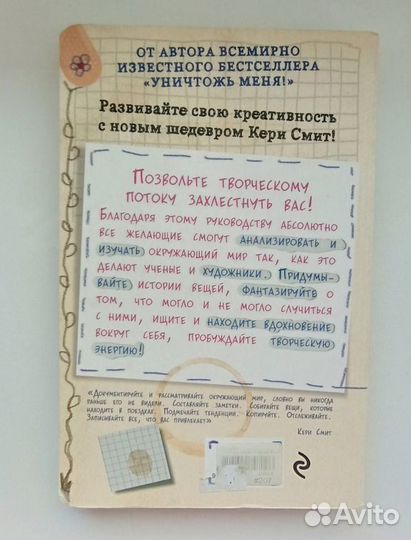 ОТ АВТОРА ВСЕМИРНО
ИЗВЕСТНОГО БЕСТСЕЛЛЕРА
«УНИЧТОЖЬ МЕНЯ!»
Развивайте свою креативность
с новым шедевром Кери Смит!
ПОЗВОЛЬТЕ ТВОРЧЕСКОМУ
ПОТОКУ ЗАХЛЕСТНУТЬ ВАС!
БЛАГОДАРЯ ЭТОМУ РУКОВОДСТВУ АБСОЛЮТНО
ВСЕ ЖЕЛАЮЩИЕ СМОГУТ АНАЛИЗИРОВАТЬ И
ИЗУЧАТЬ ОКРУЖАЮЩИЙ МИР ТАК, КАК ЭТО
ДЕЛАЮТ УЧЕНЫЕ И ХУДОЖНИКИ. ПРИДУМЫ-
ВАЙТЕ ИСТОРИИ ВЕЩЕЙ, ФАНТАЗИРУЙТЕ О
ТОМ, ЧТО МОГЛО И НЕ МОГЛО СЛУЧИТЬСЯ
С НИМИ, ИЩИТЕ И НАХОДИТЕ ВДОХНОВЕНИЕ
ВОКРУГ СЕБЯ, ПРОБУЖДАЙТЕ ТВОРЧЕСКУЮ
ЭНЕРГИЮ!
«ДОКУМЕНТИРУЙТЕ И РАССМАТРИВАЙТЕ ОКРУЖАЮЩИЙ МИР, СЛОВНО ВЫ НИКОГДА
РАНЬШЕ ЕГО НЕ ВИДЕЛИ. СОСТАВЛЯЙТЕ ЗАМЕТКИ. СОБИРАЙТЕ ВЕЩИ, КОТОРЫЕ
НАХОДИТЕ В ПОЕЗДКАХ. ПОДМЕЧАЙТЕ ТЕНДЕНЦИИ. КОПИРУЙТЕ. ОТСЛЕЖИВАЙТЕ.
ЗАПИСЫВАЙТЕ ВСЕ, ЧТО ВАС ПРИВЛЕКАЕТ»
КЕРИ СМИТ
Avito